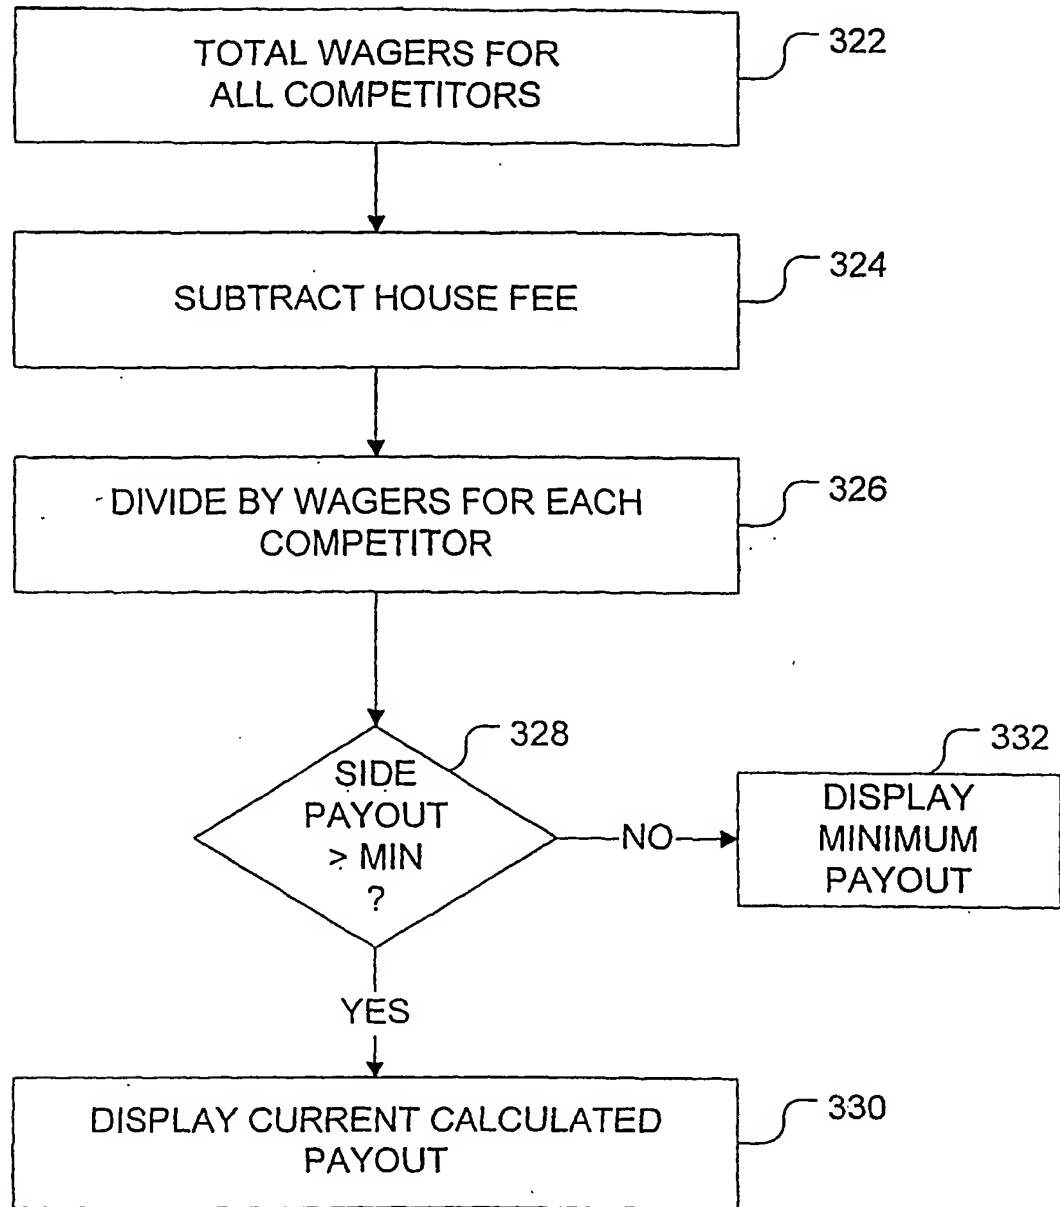 TOTAL WAGERS FOR
ALL COMPETITORS
322
SUBTRACT HOUSE FEE
324
DIVIDE BY WAGERS FOR EACH
COMPETITOR
326
SIDE
PAYOUT
> MIN
?
328
NO
DISPLAY
MINIMUM
PAYOUT
332
YES
DISPLAY CURRENT CALCULATED
PAYOUT
330